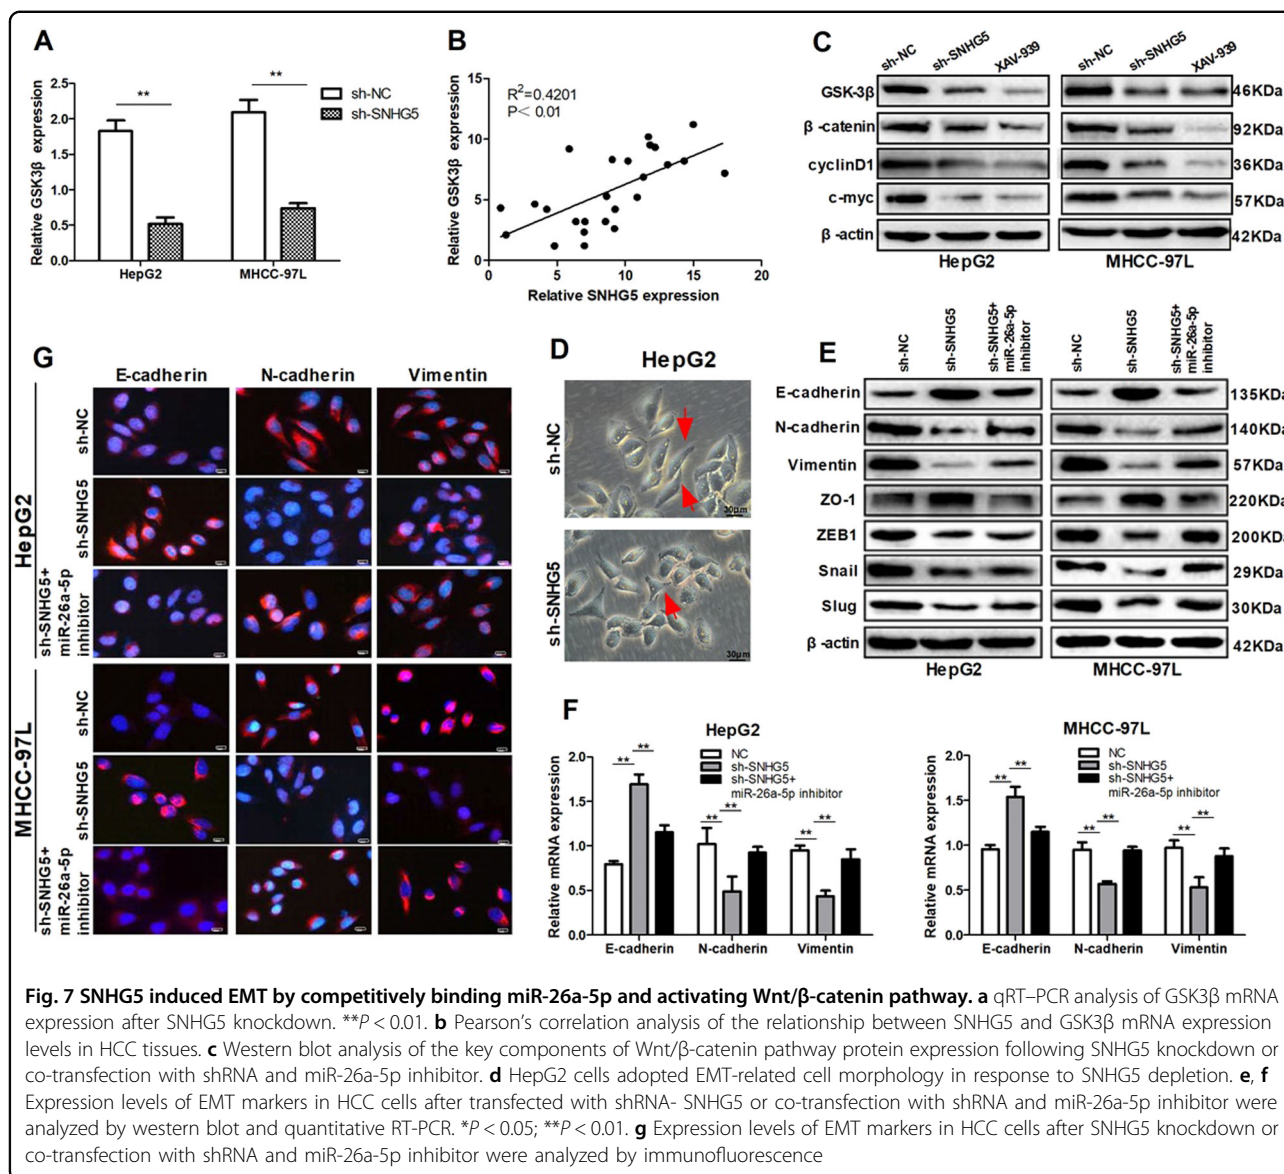 A
Relative GSK3β expression
2.5
2.0
1.5
1.0
0.5
0.0
**
**
HepG2
MHCC-97L
sh-NC
sh-SNHG5
B
Relative GSK3β expression
15
10
5
0
R²=0.4201
P< 0.01
0
5
10
15
20
Relative SNHG5 expression
C
sh-NC
sh-SNHG5
XAV-939
sh-NC
sh-SNHG5
XAV-939
GSK-3β
46KDa
β -catenin
92KDa
cyclinD1
36KDa
c-myc
57KDa
β -actin
42KDa
HepG2
MHCC-97L
G
E-cadherin
N-cadherin
Vimentin
HepG2
sh-NC
sh-SNHG5
sh-SNHG5+
miR-26a-5p
inhibitor
MHCC-97L
sh-NC
sh-SNHG5
sh-SNHG5+
miR-26a-5p
inhibitor
D
HepG2
sh-NC
30μm
sh-SNHG5
30μm
E
sh-NC
sh-SNHG5
sh-SNHG5+
miR-26a-5p
inhibitor
sh-NC
sh-SNHG5
sh-SNHG5+
miR-26a-5p
inhibitor
E-cadherin
135KDa
N-cadherin
140KDa
Vimentin
57KDa
ZO-1
220KDa
ZEB1
200KDa
Snail
29KDa
Slug
30KDa
β -actin
42KDa
HepG2
MHCC-97L
F
HepG2
Relative mRNA expression
2.0
1.5
1.0
0.5
0.0
NC
sh-SNHG5
sh-SNHG5+
miR-26a-5p inhibitor
**
**
**
**
**
**
E-cadherin
N-cadherin
Vimentin
MHCC-97L
Relative mRNA expression
2.0
1.5
1.0
0.5
0.0
NC
sh-SNHG5
sh-SNHG5+
miR-26a-5p inhibitor
**
**
**
**
**
**
E-cadherin
N-cadherin
Vimentin
Fig. 7 SNHG5 induced EMT by competitively binding miR-26a-5p and activating Wnt/β-catenin pathway. a qRT–PCR analysis of GSK3β mRNA
expression after SNHG5 knockdown. **P < 0.01. b Pearson's correlation analysis of the relationship between SNHG5 and GSK3β mRNA expression
levels in HCC tissues. c Western blot analysis of the key components of Wnt/β-catenin pathway protein expression following SNHG5 knockdown or
co-transfection with shRNA and miR-26a-5p inhibitor. d HepG2 cells adopted EMT-related cell morphology in response to SNHG5 depletion. e, f
Expression levels of EMT markers in HCC cells after transfected with shRNA- SNHG5 or co-transfection with shRNA and miR-26a-5p inhibitor were
analyzed by western blot and quantitative RT-PCR. *P < 0.05; **P < 0.01. g Expression levels of EMT markers in HCC cells after SNHG5 knockdown or
co-transfection with shRNA and miR-26a-5p inhibitor were analyzed by immunofluorescence